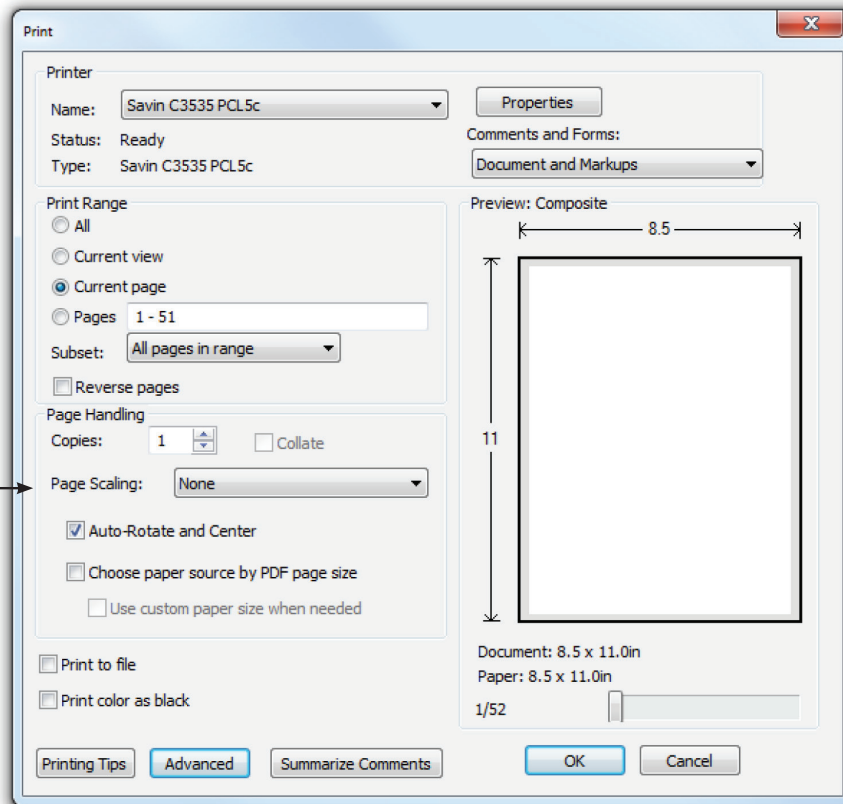 Print
Printer
Name: Savin C3535 PCL5c Properties
Status: Ready Comments and Forms:
Type: Savin C3535 PCL5c Document and Markups
Print Range
All
Current view
Current page
Pages 1 - 51
Subset: All pages in range
Reverse pages
Page Handling
Copies: 1 Collate
Page Scaling: None
Auto-Rotate and Center
Choose paper source by PDF page size
Use custom paper size when needed
Print to file
Print color as black
Preview: Composite
8.5
11
Document: 8.5 x 11.0in
Paper: 8.5 x 11.0in
1/52
Printing Tips Advanced Summarize Comments OK Cancel